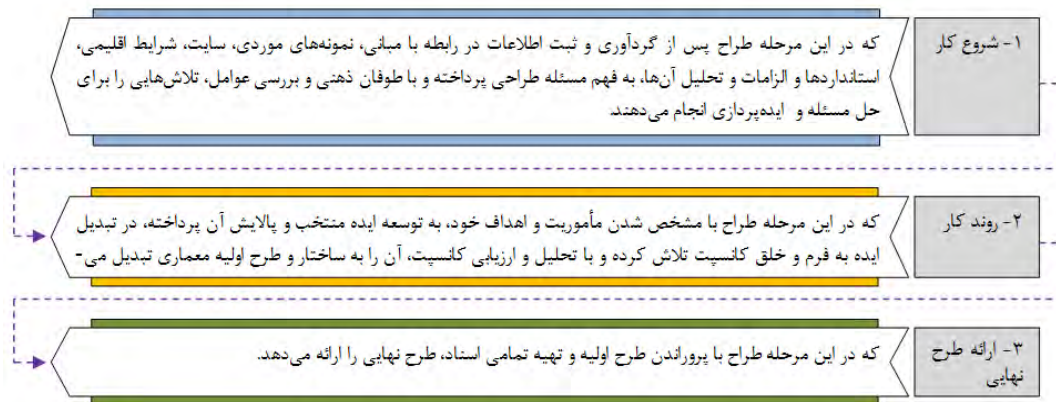 ۱- شروع کار
که در این مرحله طراح پس از گردآوری و ثبت اطلاعات در رابطه با مبانی، نمونه‌های موردی، سایت، شرایط اقلیمی،
استانداردها و الزامات و تحلیل آن‌ها، به فهم مسئله طراحی پرداخته و با طوفان ذهنی و بررسی عوامل، تلاش‌هایی را برای
حل مسئله و ایده‌پردازی انجام می‌دهند.
۲- روند کار
که در این مرحله طراح با مشخص شدن مأموریت و اهداف خود، به توسعه ایده منتخب و پالایش آن پرداخته، در تبدیل
ایده به فرم و خلق کانسپت تلاش کرده و با تحلیل و ارزیابی کانسپت، آن را به ساختار و طرح اولیه معماری تبدیل می-
۳- ارائه طرح
نهایی
که در این مرحله طراح با پروراندن طرح اولیه و تهیه تمامی اسناد، طرح نهایی را ارائه می‌دهد.